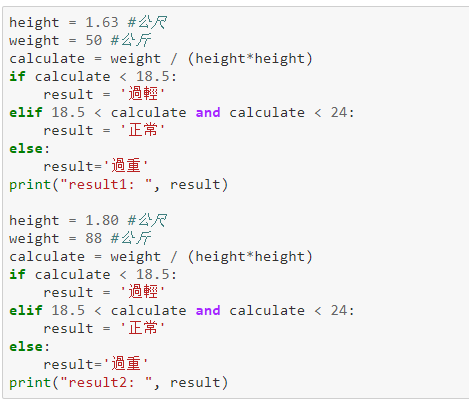 height = 1.63 #公尺
weight = 50 #公斤
calculate = weight / (height*height)
if calculate < 18.5:
    result = '過輕'
elif 18.5 < calculate and calculate < 24:
    result = '正常'
else:
    result='過重'
print("result1: ", result)

height = 1.80 #公尺
weight = 88 #公斤
calculate = weight / (height*height)
if calculate < 18.5:
    result = '過輕'
elif 18.5 < calculate and calculate < 24:
    result = '正常'
else:
    result='過重'
print("result2: ", result)